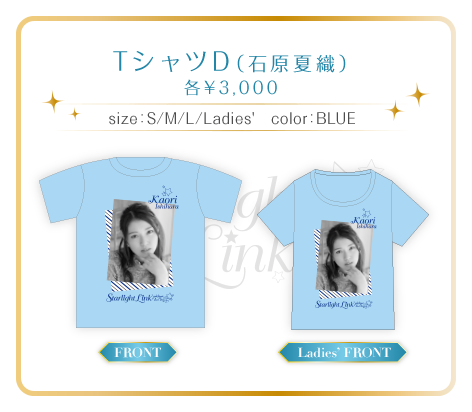 TシャツD(石原夏織)
各¥3,000
size:S/M/L/Ladies' color:BLUE
Kaori
Ishihara
Starlight Link
Kaori
Ishihara
Starlight Link
FRONT
Ladies' FRONT